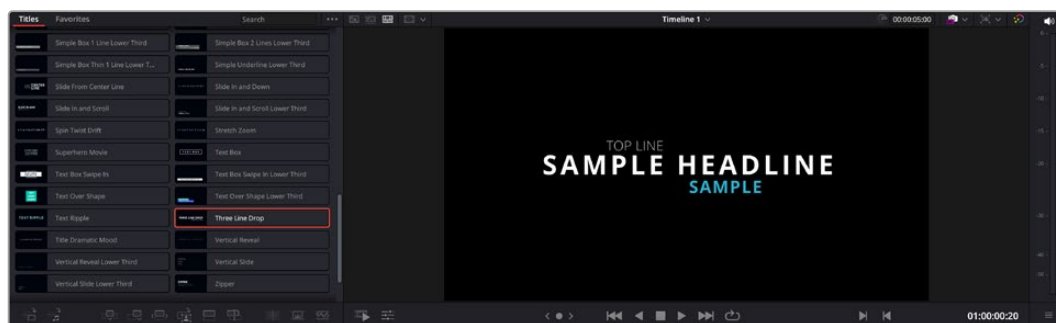 Titles Favorites Search Timeline 1 00:00:05:00
Simple Box 1 Line Lower Third Simple Box 2 Lines Lower Third
Simple Box Thin 1 Line Lower T... Simple Underline Lower Third
Slide From Center Line Slide In and Down
Slide In and Scroll Slide In and Scroll Lower Third
Spin Twist Drift Stretch Zoom
Superhero Movie Text Box
Text Box Swipe In Text Box Swipe In Lower Third
Text Over Shape Text Over Shape Lower Third
TEXT RIPPLE Text Ripple Three Line Drop
Title Dramatic Mood Vertical Reveal
Vertical Reveal Lower Third Vertical Slide
Vertical Slide Lower Third ZIPPER Zipper
TOP LINE
SAMPLE HEADLINE
SAMPLE
01:00:00:20